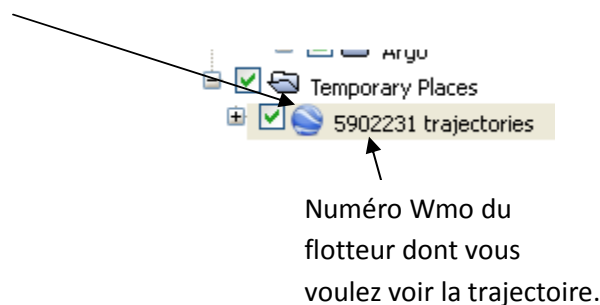 Argo
Temporary Places
5902231 trajectories
Numéro Wmo du
flotteur dont vous
voulez voir la trajectoire.